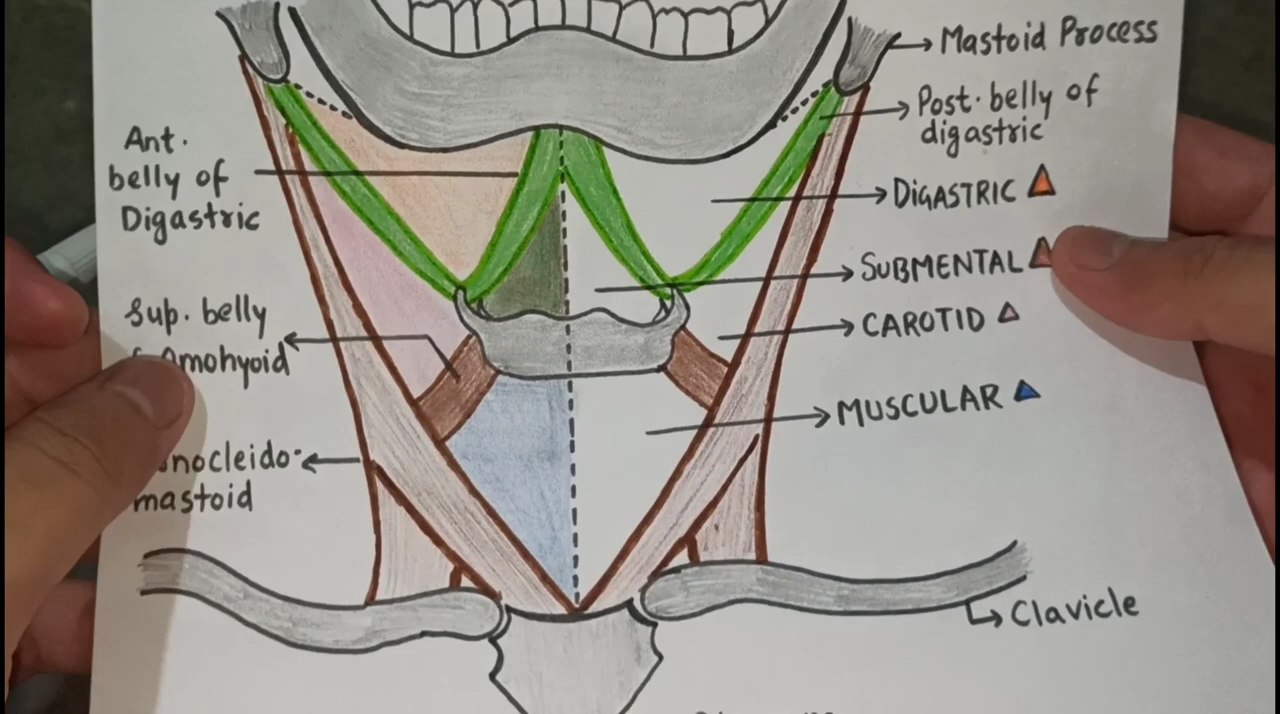 Ant.
belly of
Digastric
Sup. belly
omohyoid
nocleido-
mastoid
Mastoid Process
Post. belly of
digastric
DIGASTRIC
SUBMENTAL
CAROTID
MUSCULAR
Clavicle